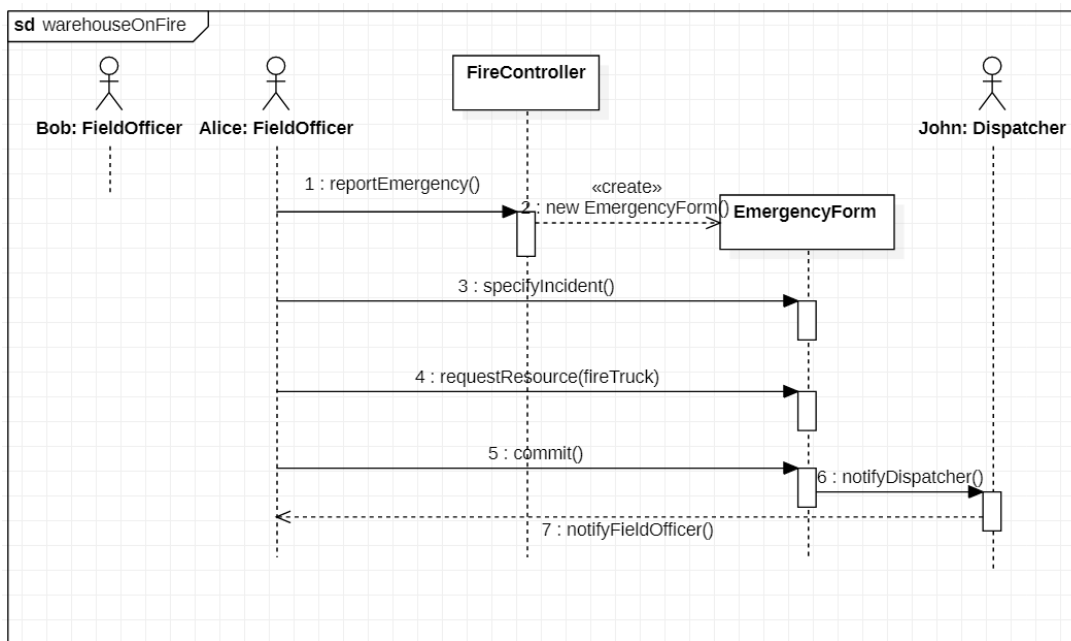 sd warehouseOnFire
FireController
Bob: FieldOfficer
Alice: FieldOfficer
John: Dispatcher
1 : reportEmergency()
«create»
2 : new EmergencyForm()
EmergencyForm
3 : specifyIncident()
4 : requestResource(fireTruck)
5 : commit()
6 : notifyDispatcher()
7 : notifyFieldOfficer()